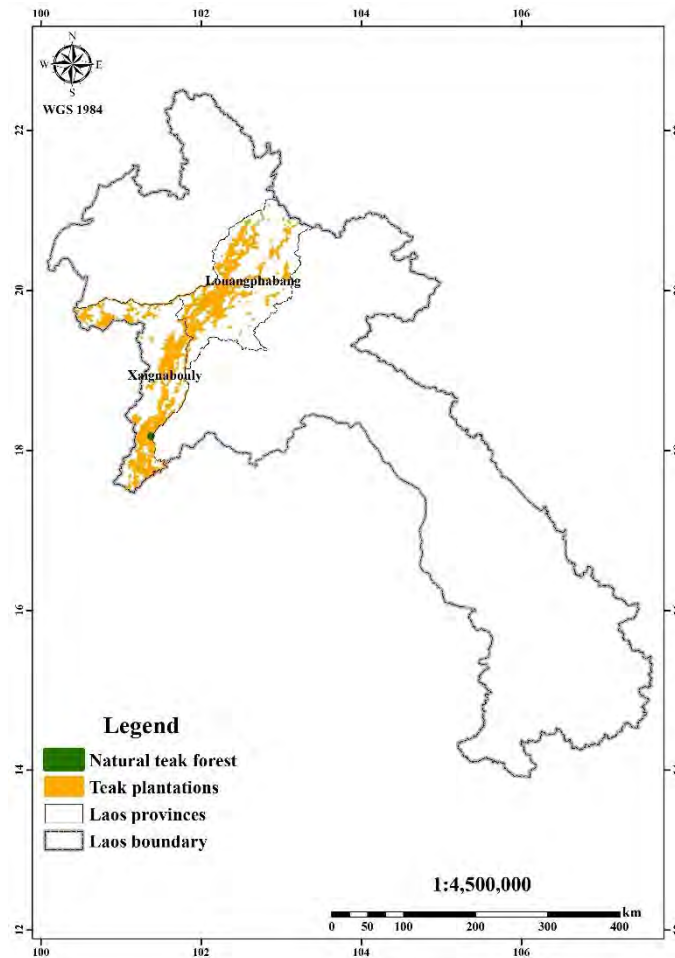 100 102 104 106
N
W E
S
WGS 1984
22
20
18
16
14
12
Louangphabang
Xaignabouly
Legend
Natural teak forest
Teak plantations
Laos provinces
Laos boundary
1:4,500,000
km
0 50 100 200 300 400
100 102 104 106